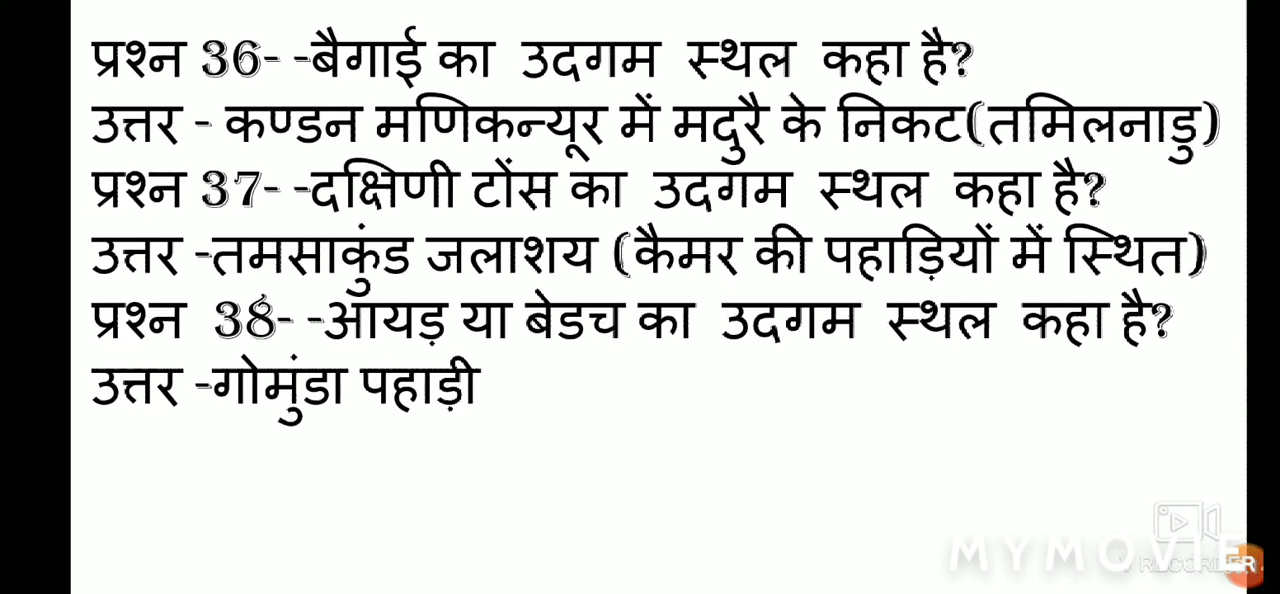 प्रश्न 36- -बैगाई का उदगम स्थल कहा है?
उत्तर - कण्डन मणिकन्यूर में मदुरै के निकट(तमिलनाडु)
प्रश्न 37- -दक्षिणी टोंस का उदगम स्थल कहा है?
उत्तर -तमसाकुंड जलाशय (कैमर की पहाड़ियों में स्थित)
प्रश्न 38- -आयड़ या बेडच का उदगम स्थल कहा है?
उत्तर -गोमुंडा पहाड़ी
MYMOVIE
V RECORDER